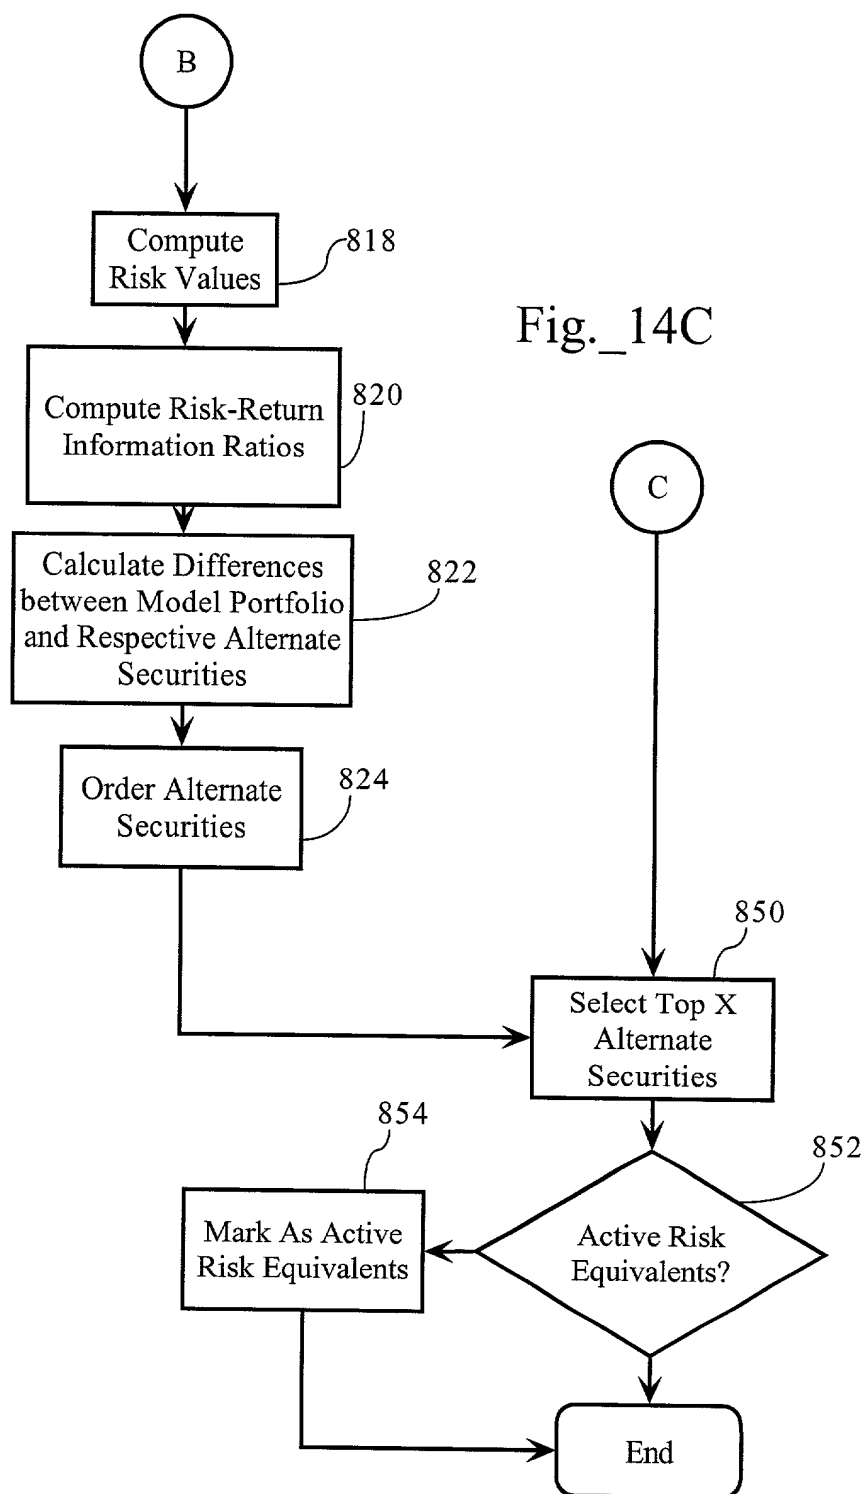 B
Compute
Risk Values
818
Fig._14C
Compute Risk-Return
Information Ratios
820
C
Calculate Differences
between Model Portfolio
and Respective Alternate
Securities
822
Order Alternate
Securities
824
850
Select Top X
Alternate
Securities
854
852
Mark As Active
Risk Equivalents
Active Risk
Equivalents?
End